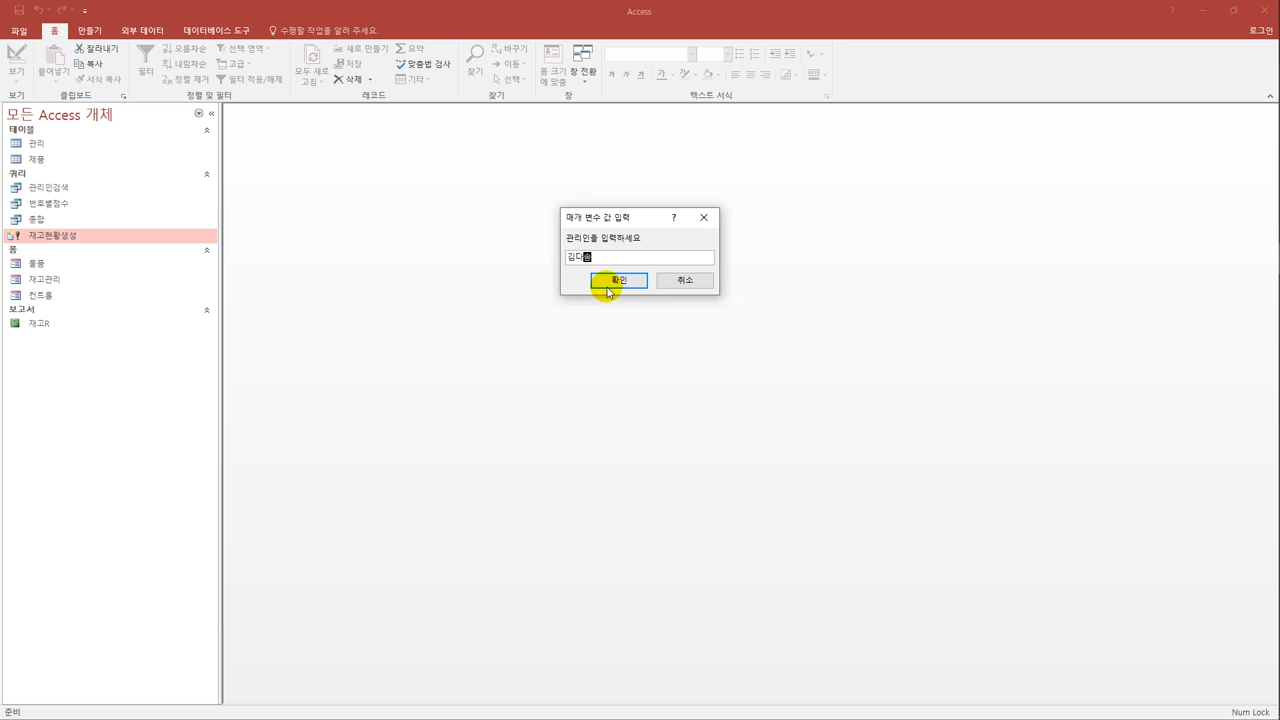 Access
파일 홈 만들기 외부 데이터 데이터베이스 도구 수행할 작업을 알려 주세요. 로그인
보기
보기
붙여넣기
잘라내기
복사
서식 복사
클립보드
필터
오름차순
내림차순
정렬 제거
선택 영역
고급
필터 적용/해제
정렬 및 필터
모두 새로
고침
새로 만들기
저장
삭제
요약
맞춤법 검사
기타
레코드
찾기
바꾸기
이동
선택
찾기
폼 크기
에 맞춤
창 전환
창
가 가 가 가
텍스트 서식
모든 Access 개체
테이블
관리
제품
쿼리
관리인검색
번호별점수
종합
재고현황생성
폼
물품
재고관리
컨트롤
보고서
재고R
매개 변수 값 입력
관리인을 입력하세요
김다
확인 취소
준비 Num Lock